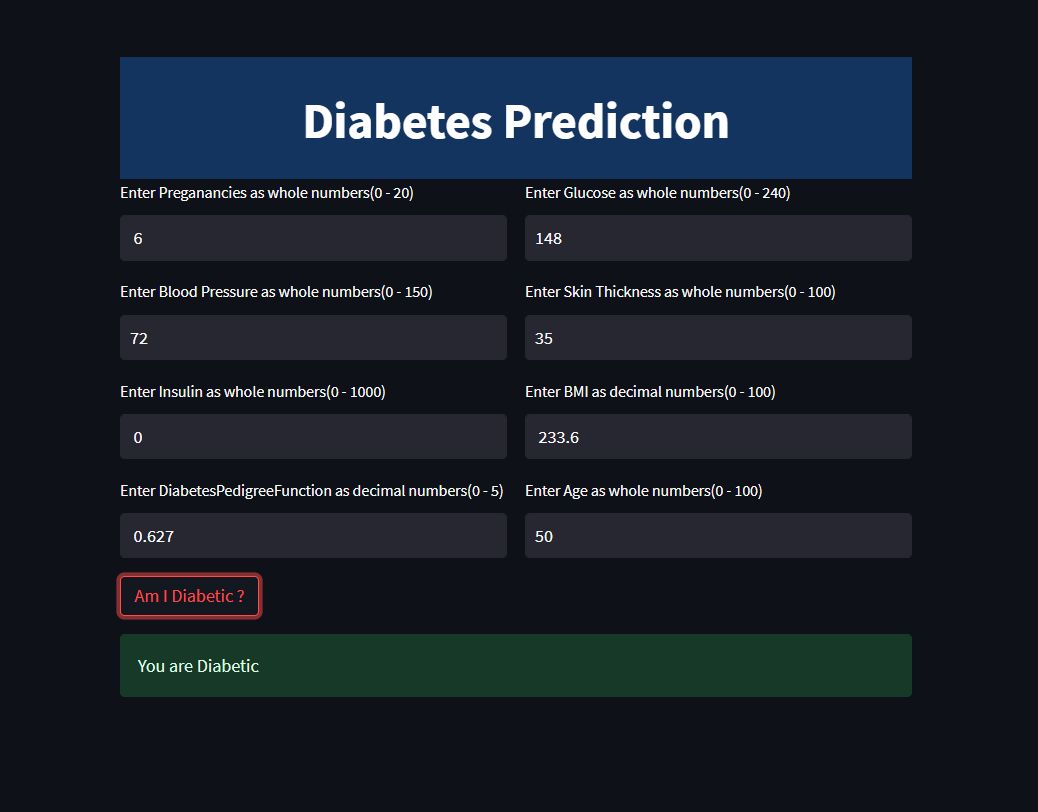 Diabetes Prediction
Enter Preganancies as whole numbers(0 - 20)
Enter Glucose as whole numbers(0 - 240)
6
148
Enter Blood Pressure as whole numbers(0 - 150)
Enter Skin Thickness as whole numbers(0 - 100)
72
35
Enter Insulin as whole numbers(0 - 1000)
Enter BMI as decimal numbers(0 - 100)
0
233.6
Enter DiabetesPedigreeFunction as decimal numbers(0 - 5)
Enter Age as whole numbers(0 - 100)
0.627
50
Am I Diabetic ?
You are Diabetic